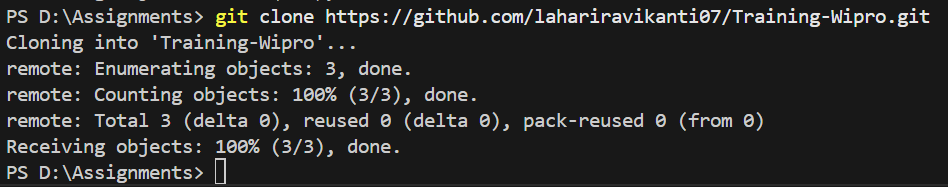 PS D:\Assignments> git clone https://github.com/lahariravikanti07/Training-Wipro.git
Cloning into 'Training-Wipro'...
remote: Enumerating objects: 3, done.
remote: Counting objects: 100% (3/3), done.
remote: Total 3 (delta 0), reused 0 (delta 0), pack-reused 0 (from 0)
Receiving objects: 100% (3/3), done.
PS D:\Assignments>